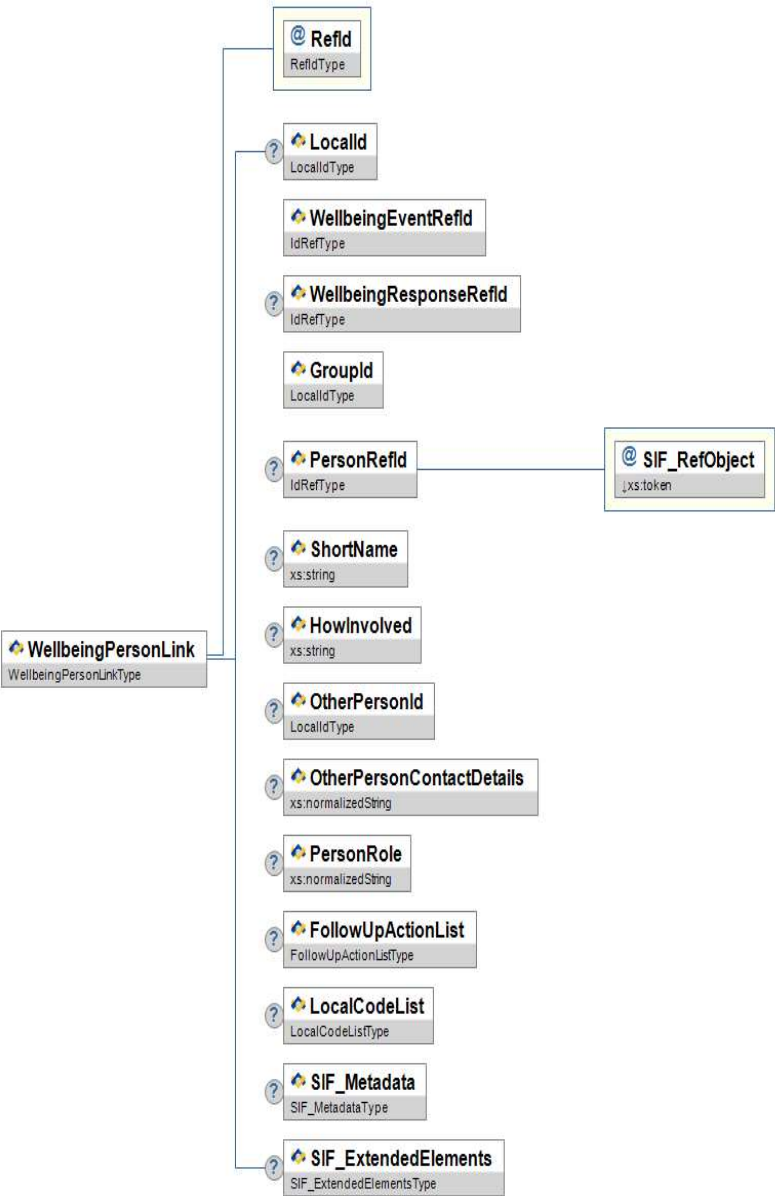 @ RefId
RefIdType
? LocalId
LocalIdType
WellbeingEventRefId
IdRefType
? WellbeingResponseRefId
IdRefType
GroupId
LocalIdType
? PersonRefId
IdRefType
@ SIF_RefObject
↓xs:token
? ShortName
xs:string
? HowInvolved
xs:string
WellbeingPersonLink
WellbeingPersonLinkType
? OtherPersonId
LocalIdType
? OtherPersonContactDetails
xs:normalizedString
? PersonRole
xs:normalizedString
? FollowUpActionList
FollowUpActionListType
? LocalCodeList
LocalCodeListType
? SIF_Metadata
SIF_MetadataType
? SIF_ExtendedElements
SIF_ExtendedElementsType